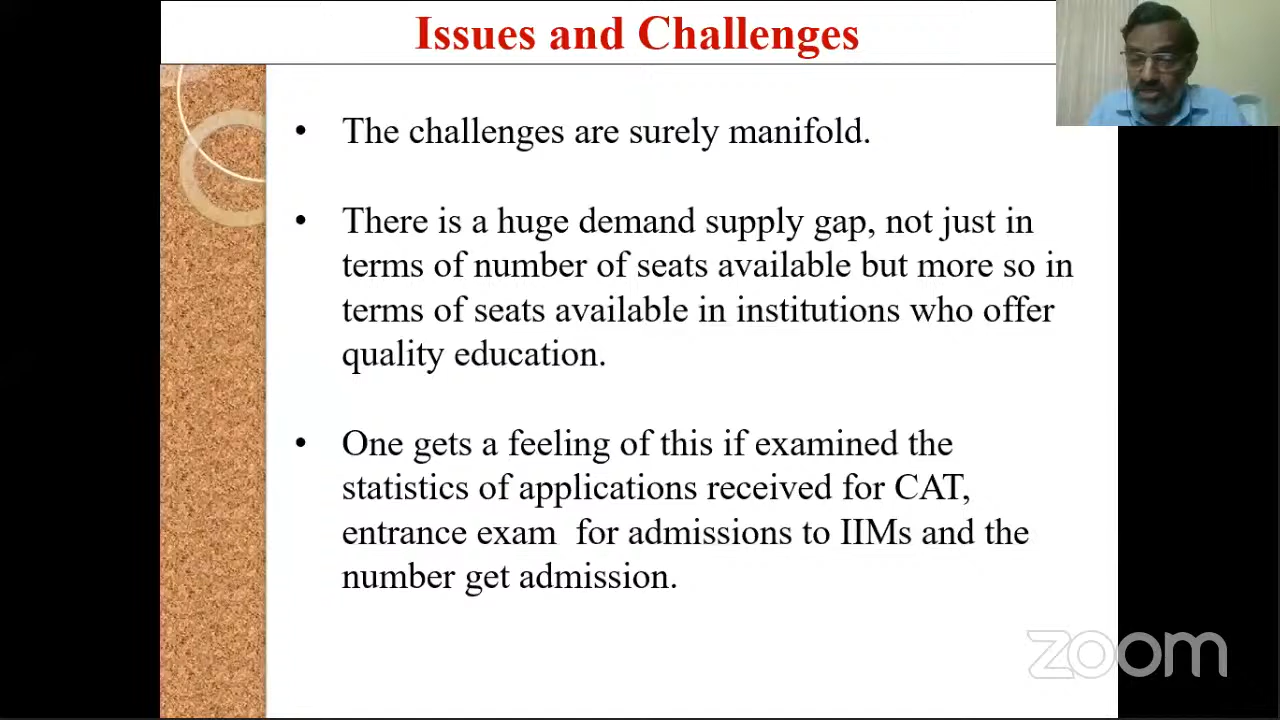 Issues and Challenges
• The challenges are surely manifold.
• There is a huge demand supply gap, not just in
terms of number of seats available but more so in
terms of seats available in institutions who offer
quality education.
• One gets a feeling of this if examined the
statistics of applications received for CAT,
entrance exam  for admissions to IIMs and the
number get admission.
zoom